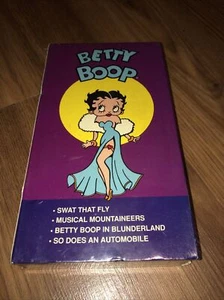 BETTY
BOOP
• SWAT THAT FLY
• MUSICAL MOUNTAINEERS
• BETTY BOOP IN BLUNDERLAND
• SO DOES AN AUTOMOBILE